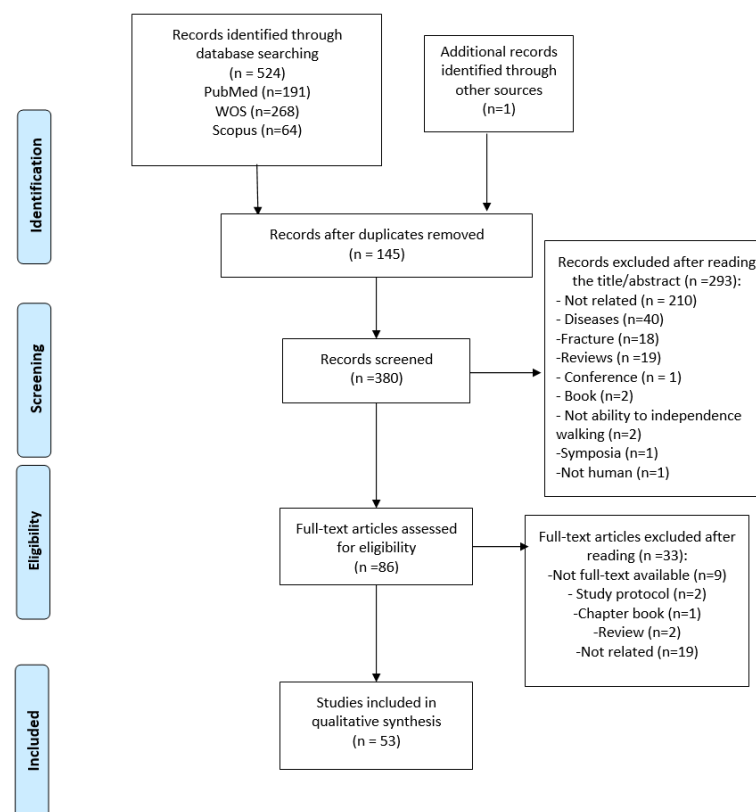 Records identified through
database searching
(n = 524)
PubMed (n=191)
WOS (n=268)
Scopus (n=64)
Additional records
identified through
other sources
(n=1)
Identification
Records after duplicates removed
(n = 145)
Records excluded after reading
the title/abstract (n =293):
- Not related (n = 210)
- Diseases (n=40)
-Fracture (n=18)
-Reviews (n =19)
- Conference (n = 1)
- Book (n=2)
- Not ability to independence
walking (n=2)
-Symposia (n=1)
-Not human (n=1)
Screening
Records screened
(n =380)
Eligibility
Full-text articles assessed
for eligibility
(n =86)
Full-text articles excluded after
reading (n =33):
-Not full-text available (n=9)
- Study protocol (n=2)
-Chapter book (n=1)
-Review (n=2)
-Not related (n=19)
Included
Studies included in
qualitative synthesis
(n = 53)